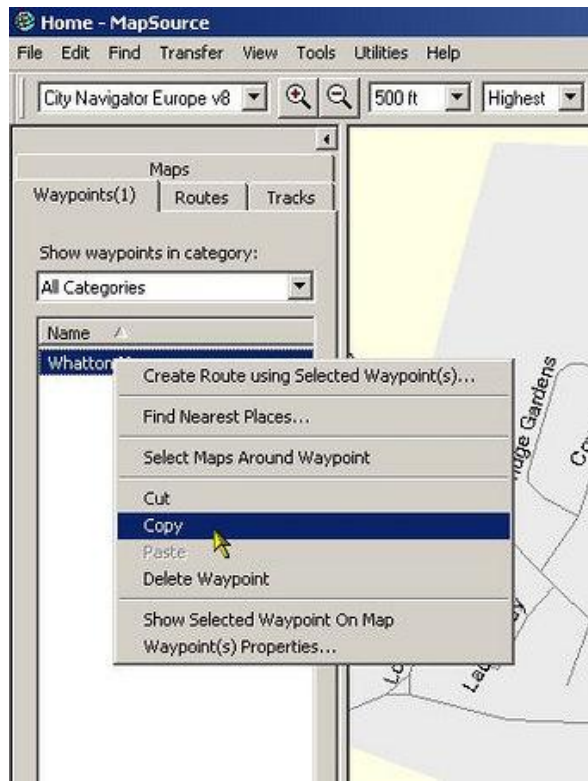 Home - MapSource
File Edit Find Transfer View Tools Utilities Help
City Navigator Europe v8 500 ft Highest
Maps
Waypoints(1) Routes Tracks
Show waypoints in category:
All Categories
Name
Whatton
Create Route using Selected Waypoint(s)...
Find Nearest Places...
Select Maps Around Waypoint
Cut
Copy
Paste
Delete Waypoint
Show Selected Waypoint On Map
Waypoint(s) Properties...
Gardens